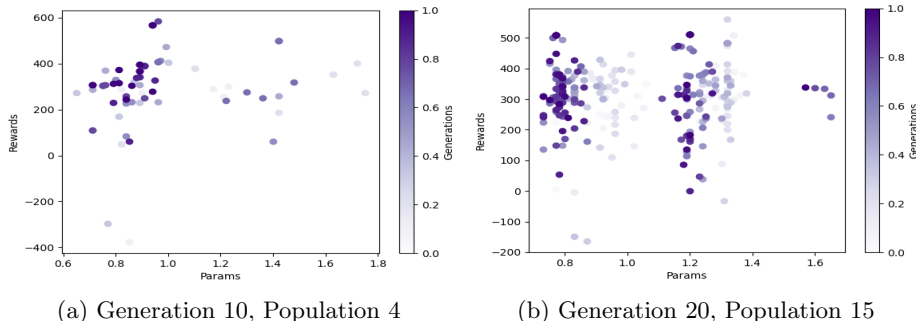 600
400
200
0
−200
−400
Rewards
0.6 0.8 1.0 1.2 1.4 1.6 1.8
Params
1.0
0.8
0.6
0.4
0.2
0.0
Generations
(a) Generation 10, Population 4
500
400
300
200
100
0
−100
−200
Rewards
0.8 1.0 1.2 1.4 1.6
Params
1.0
0.8
0.6
0.4
0.2
0.0
Generations
(b) Generation 20, Population 15